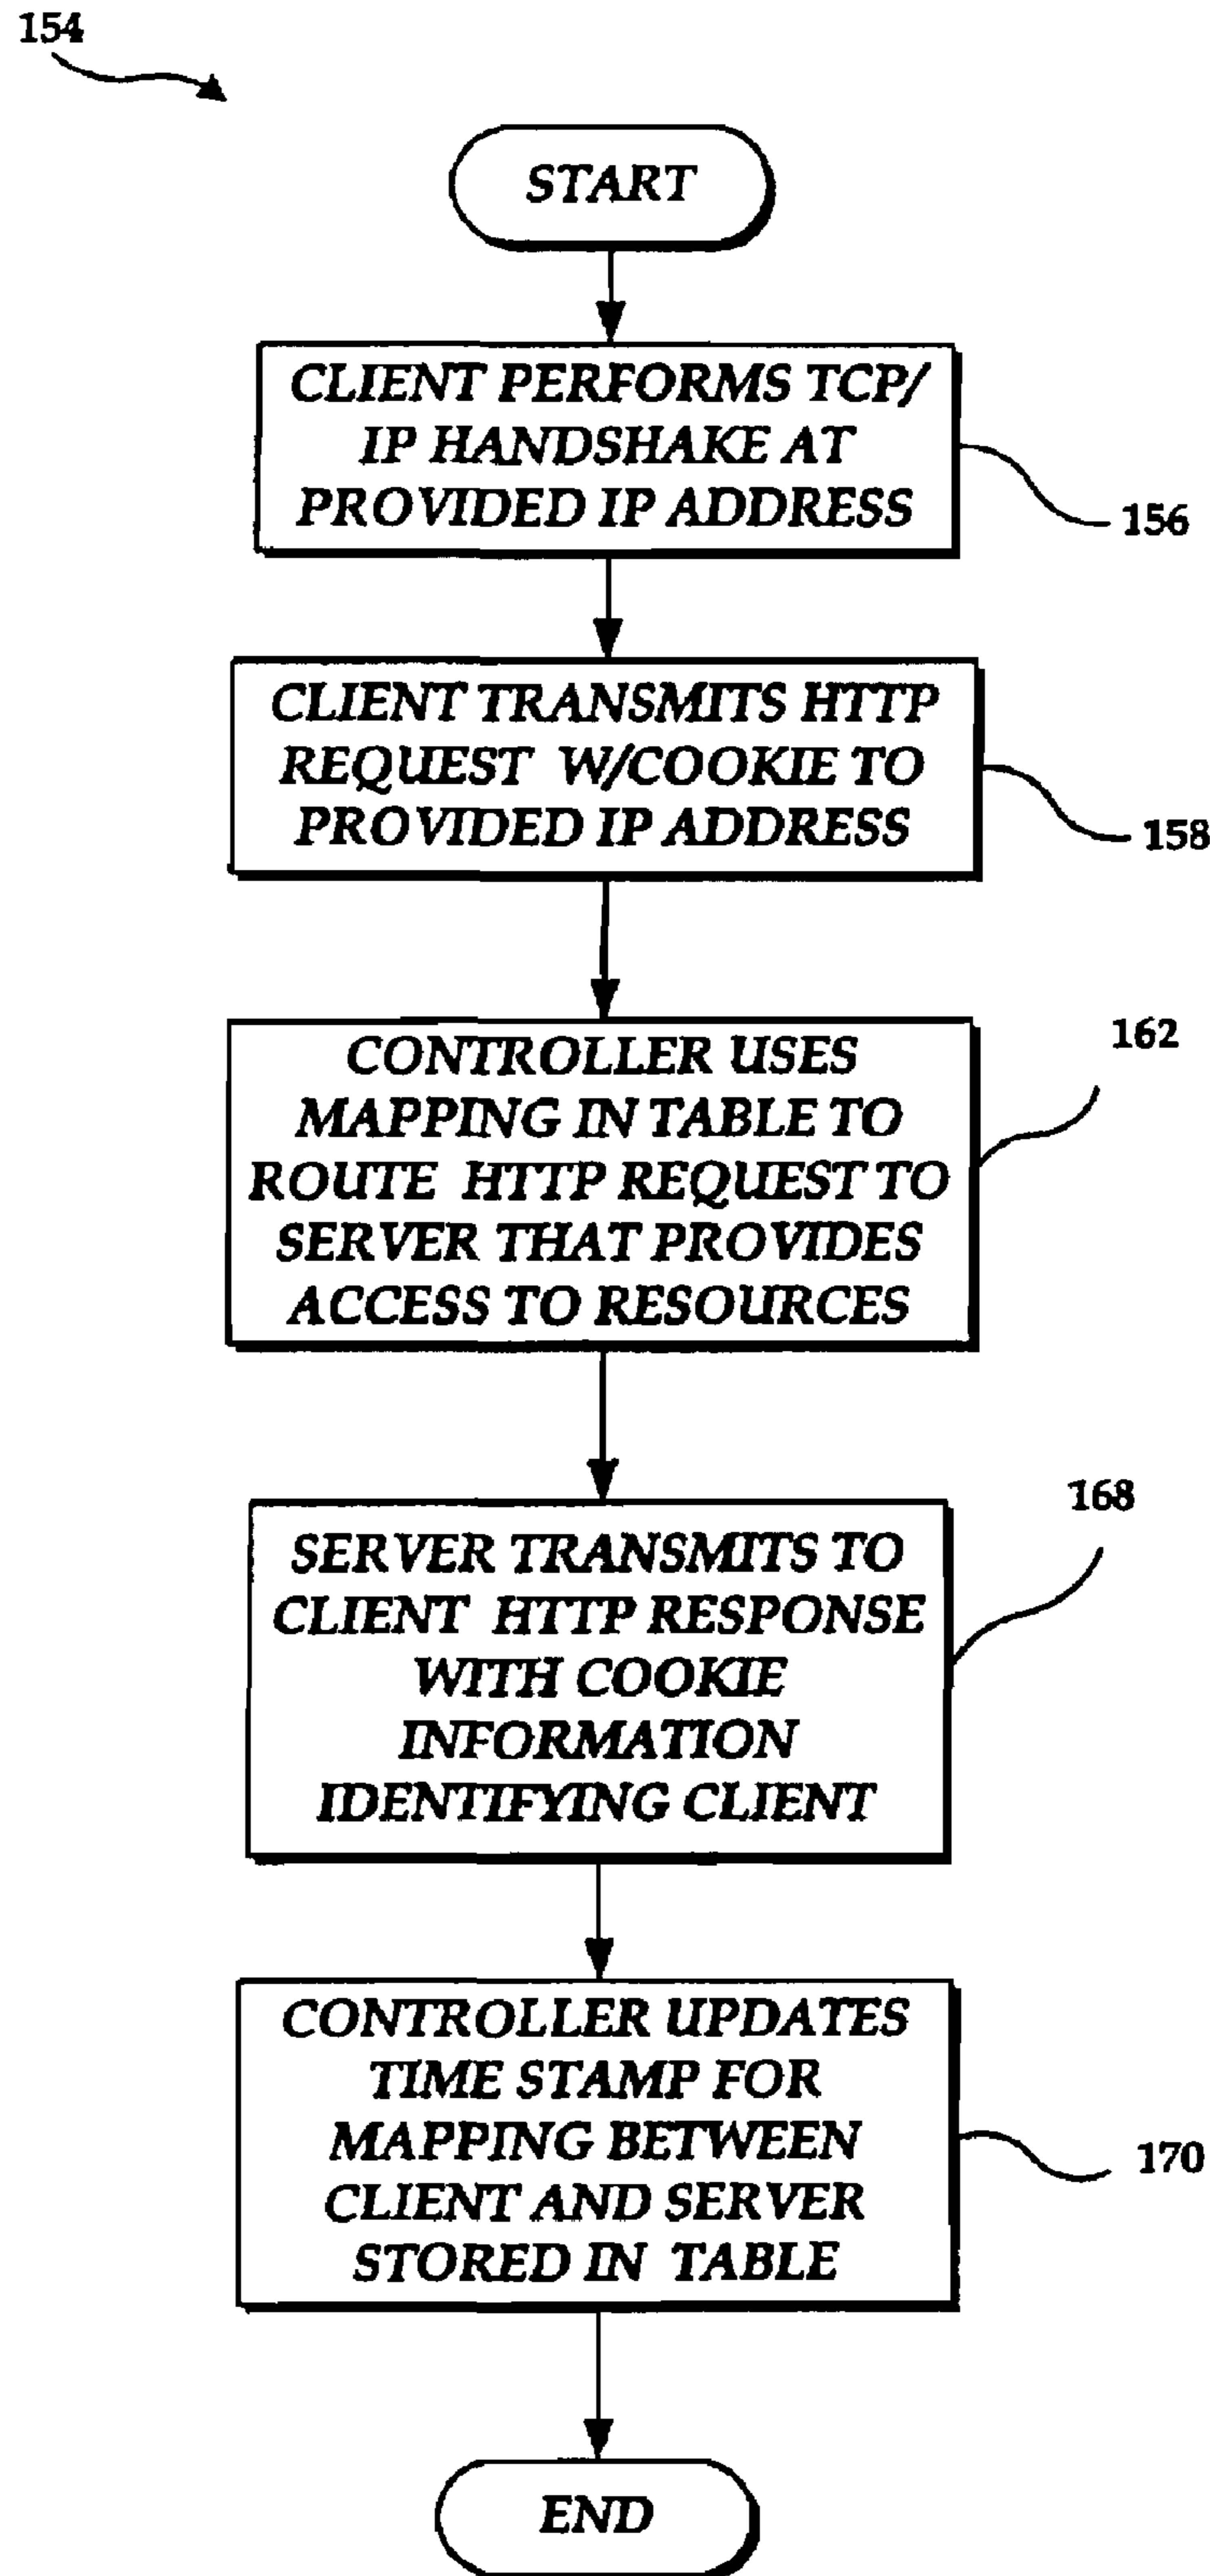 154
START
CLIENT PERFORMS TCP/
IP HANDSHAKE AT
PROVIDED IP ADDRESS
156
CLIENT TRANSMITS HTTP
REQUEST W/COOKIE TO
PROVIDED IP ADDRESS
158
CONTROLLER USES
MAPPING IN TABLE TO
ROUTE HTTP REQUEST TO
SERVER THAT PROVIDES
ACCESS TO RESOURCES
162
SERVER TRANSMITS TO
CLIENT HTTP RESPONSE
WITH COOKIE
INFORMATION
IDENTIFYING CLIENT
168
CONTROLLER UPDATES
TIME STAMP FOR
MAPPING BETWEEN
CLIENT AND SERVER
STORED IN TABLE
170
END